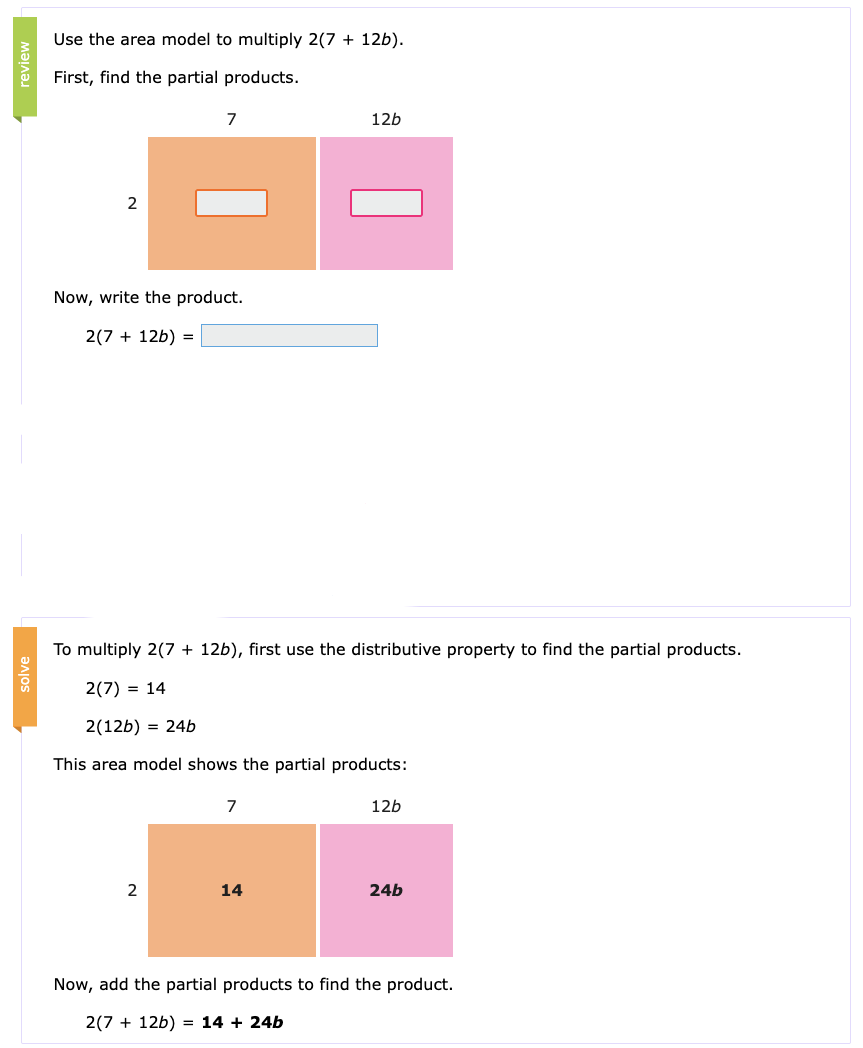 review
Use the area model to multiply 2(7 + 12b).
First, find the partial products.
7 12b
2
Now, write the product.
2(7 + 12b) =
solve
To multiply 2(7 + 12b), first use the distributive property to find the partial products.
2(7) = 14
2(12b) = 24b
This area model shows the partial products:
7 12b
2 14 24b
Now, add the partial products to find the product.
2(7 + 12b) = 14 + 24b